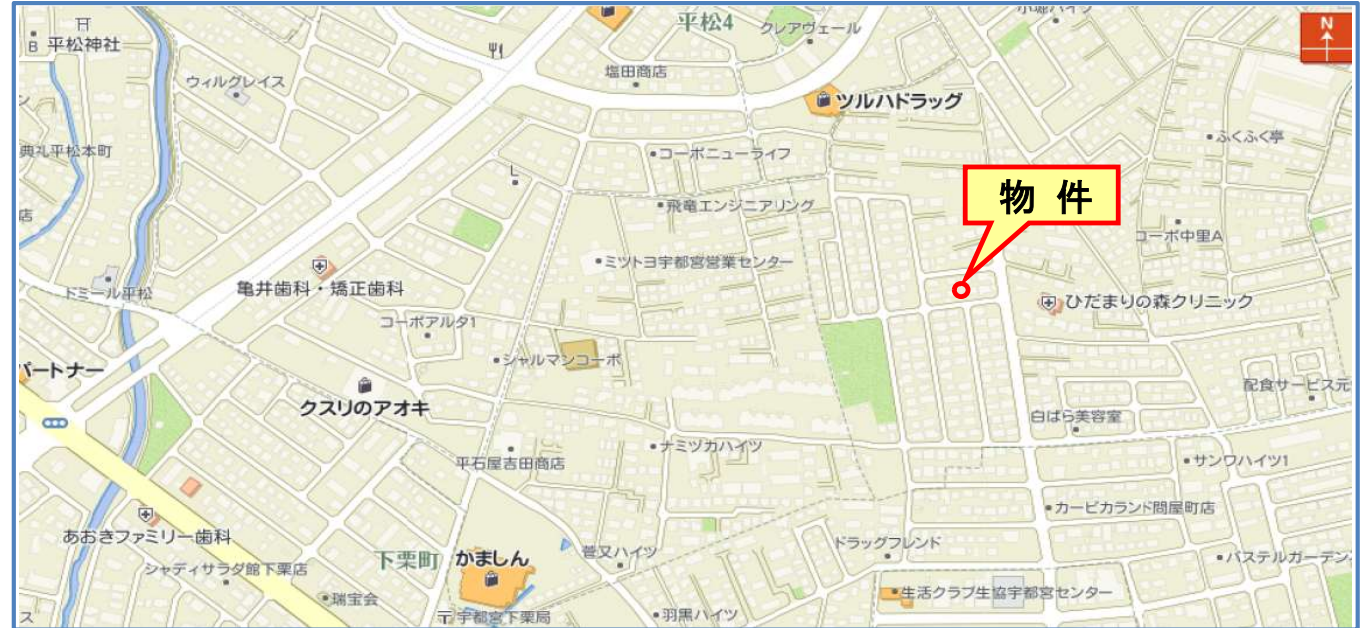 平松4
クレアヴェール
N
B 平松神社
塩田商店
ウィルグレイス
ツルハドラッグ
ふくふく亭
典礼平松本町
コーポニューライフ
L
物 件
店
飛竜エンジニアリング
コーポ中里A
ミツトヨ宇都宮営業センター
亀井歯科・矯正歯科
ドミール平松
ひだまりの森クリニック
コーポアルタ1
シャルマンコーポ
パートナー
配食サービス元
クスリのアオキ
白ばら美容室
ナミヅカハイツ
平石屋吉田商店
サンワハイツ1
カービカランド問屋町店
あおきファミリー歯科
ドラッグフレンド
下栗町
かましん
菅又ハイツ
パステルガーデン
シャディサラダ館下栗店
瑞宝会
生活クラブ生協宇都宮センター
〒宇都宮下栗局
羽黒ハイツ
ス